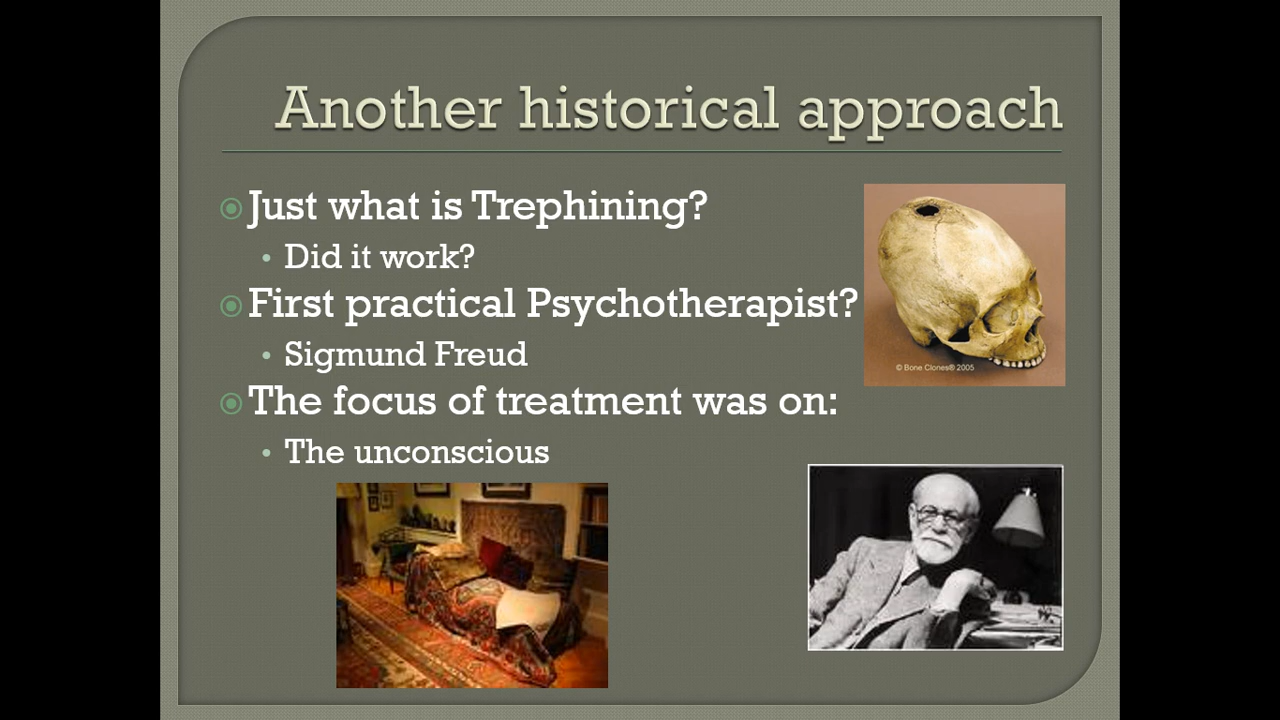 Another historical approach
Just what is Trephining?
Did it work?
First practical Psychotherapist?
Sigmund Freud
The focus of treatment was on:
The unconscious
© Bone Clones® 2005